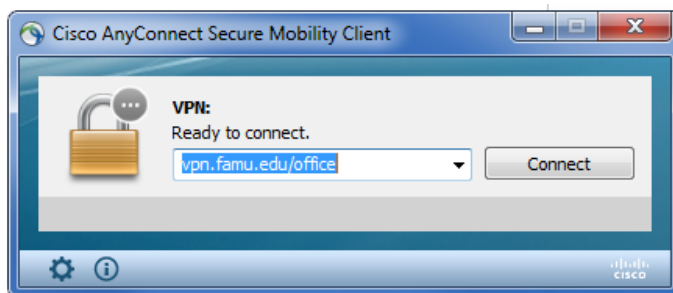 Cisco AnyConnect Secure Mobility Client
VPN:
Ready to connect.
vpn.famu.edu/office
Connect
cisco